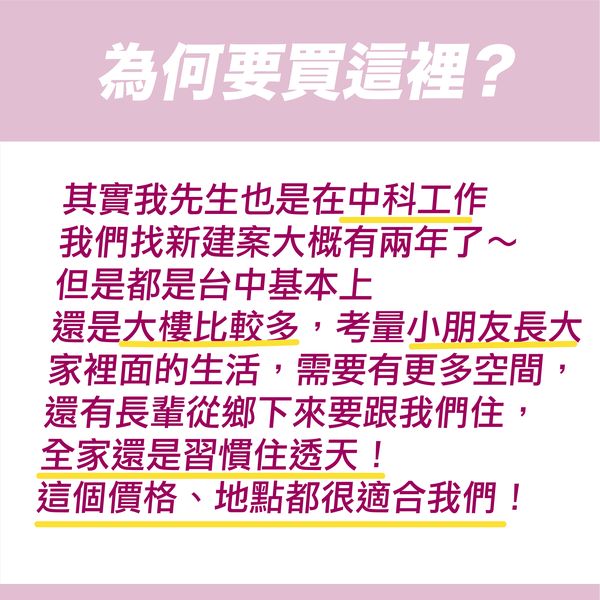 為何要買這裡？
其實我先生也是在中科工作
我們找新建案大概有兩年了～
但是都是台中基本上
還是大樓比較多，考量小朋友長大
家裡面的生活，需要有更多空間，
還有長輩從鄉下來要跟我們住，
全家還是習慣住透天！
這個價格、地點都很適合我們！